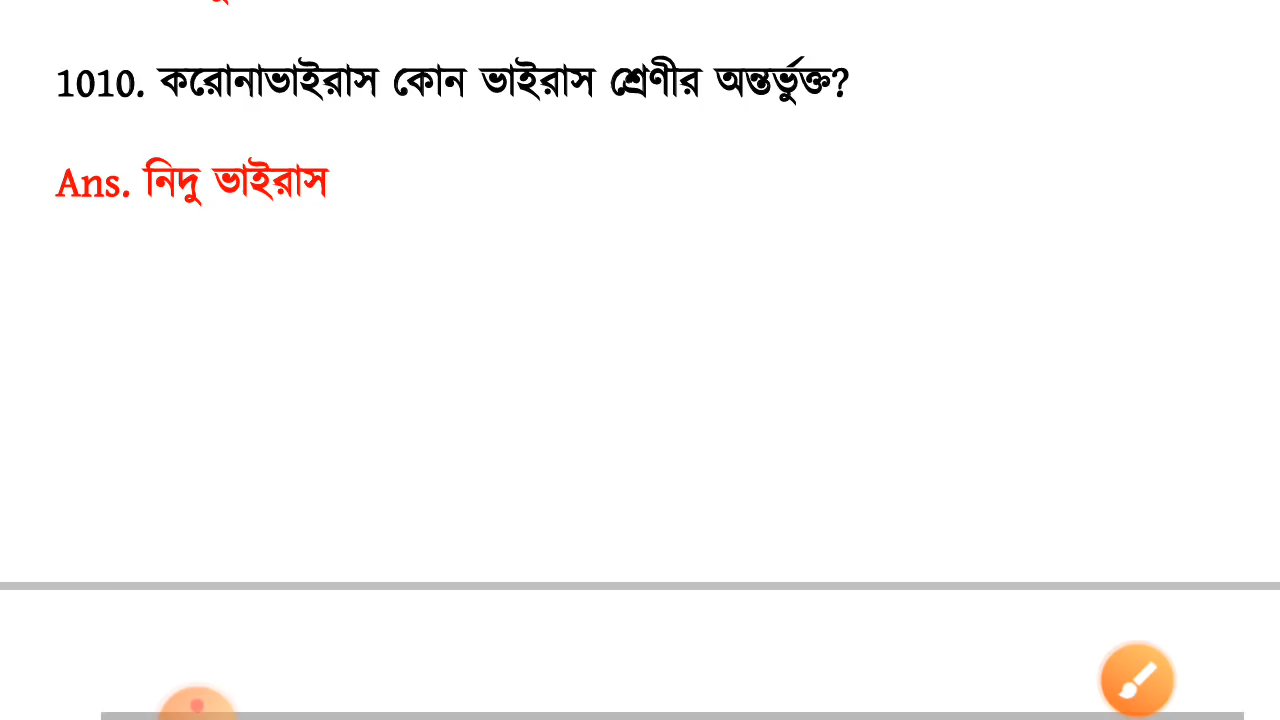 1010. করোনাভাইরাস কোন ভাইরাস শ্রেণীর অন্তর্ভুক্ত?
Ans. নিদু ভাইরাস